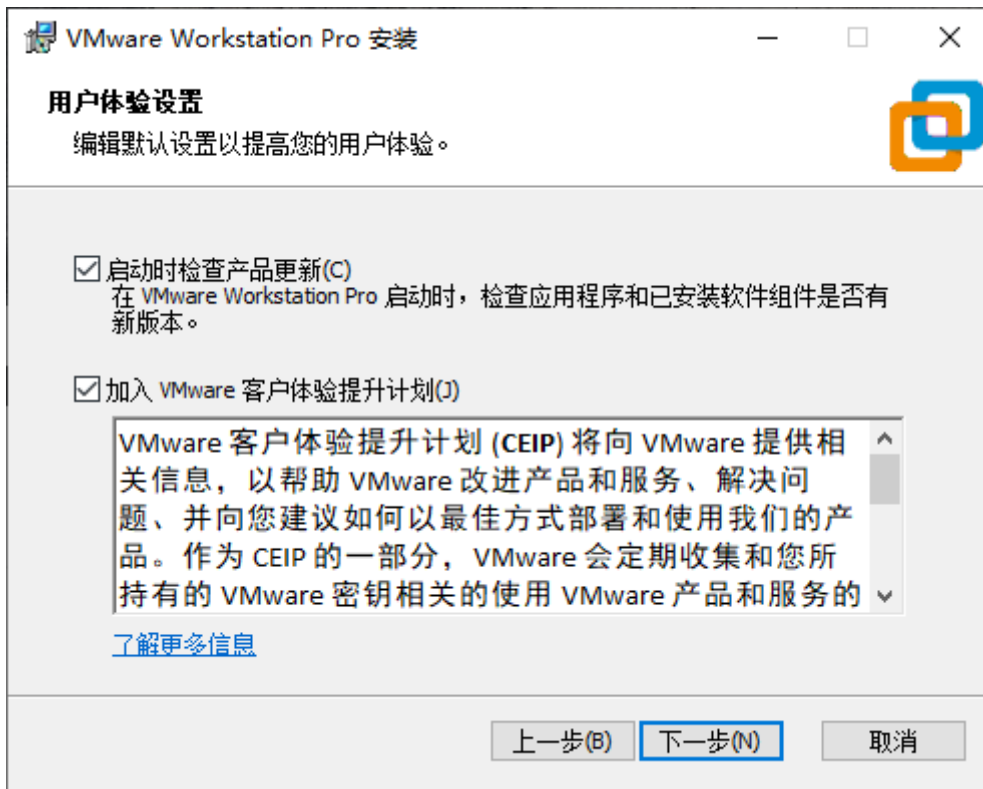 VMware Workstation Pro 安装
用户体验设置
编辑默认设置以提高您的用户体验。
启动时检查产品更新(C)
在 VMware Workstation Pro 启动时，检查应用程序和已安装软件组件是否有
新版本。
加入 VMware 客户体验提升计划(J)
VMware 客户体验提升计划 (CEIP) 将向 VMware 提供相
关信息，以帮助 VMware 改进产品和服务、解决问
题、并向您建议如何以最佳方式部署和使用我们的产
品。作为 CEIP 的一部分，VMware 会定期收集和您所
持有的 VMware 密钥相关的使用 VMware 产品和服务的
了解更多信息
上一步(B)
下一步(N)
取消